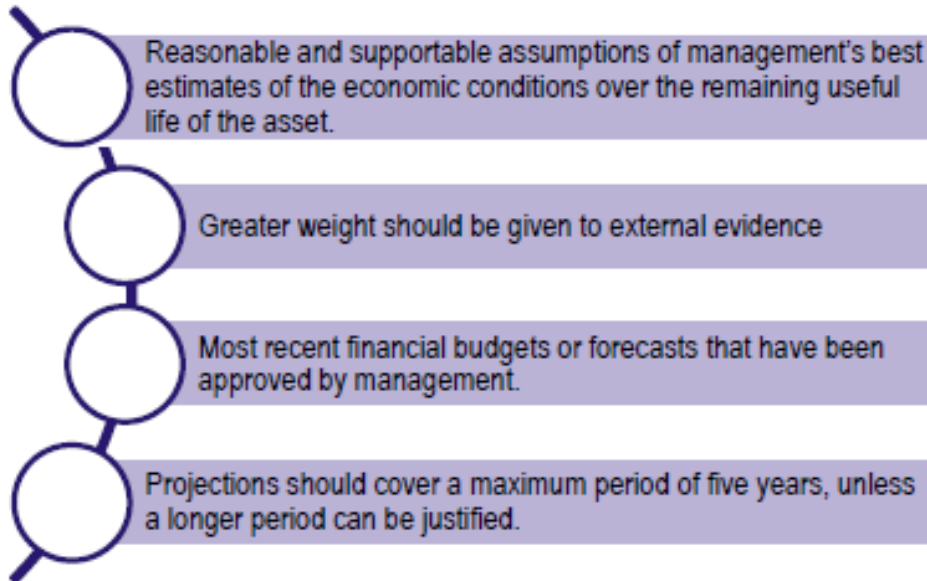 Reasonable and supportable assumptions of management's best
estimates of the economic conditions over the remaining useful
life of the asset.
Greater weight should be given to external evidence
Most recent financial budgets or forecasts that have been
approved by management.
Projections should cover a maximum period of five years, unless
a longer period can be justified.